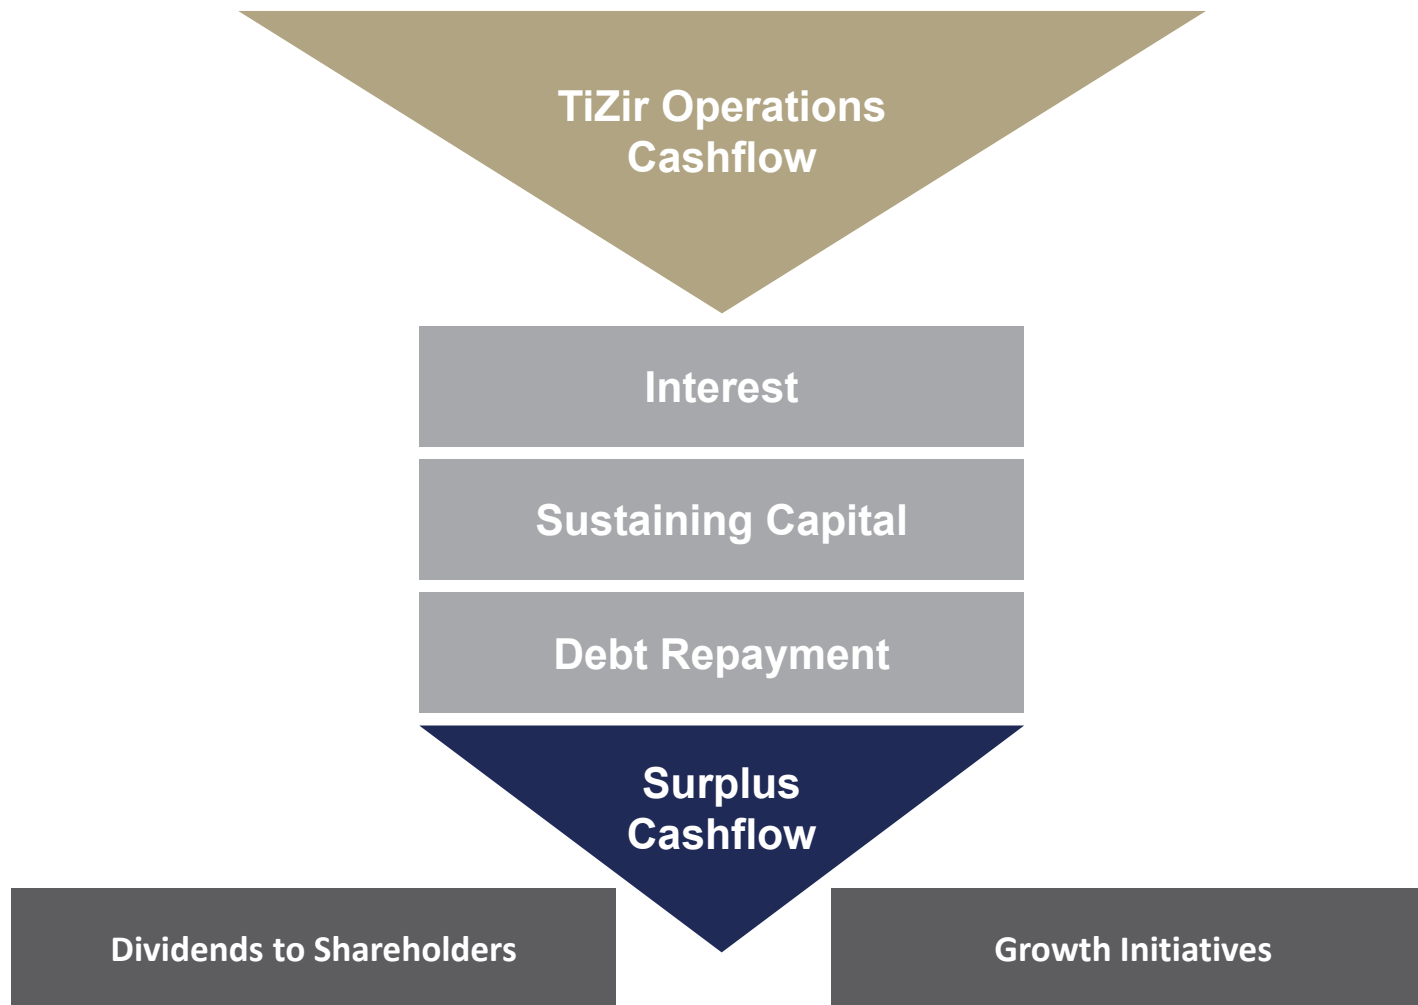 TiZir Operations
Cashflow
Interest
Sustaining Capital
Debt Repayment
Surplus
Cashflow
Dividends to Shareholders
Growth Initiatives